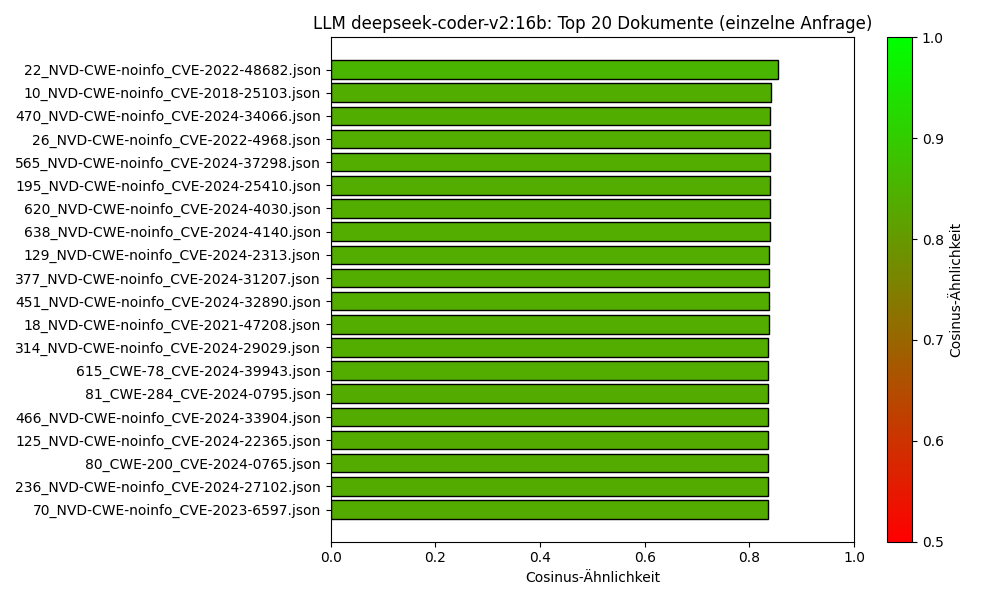 LLM deepseek-coder-v2:16b: Top 20 Dokumente (einzelne Anfrage)
22_NVD-CWE-noinfo_CVE-2022-48682.json
10_NVD-CWE-noinfo_CVE-2018-25103.json
470_NVD-CWE-noinfo_CVE-2024-34066.json
26_NVD-CWE-noinfo_CVE-2022-4968.json
565_NVD-CWE-noinfo_CVE-2024-37298.json
195_NVD-CWE-noinfo_CVE-2024-25410.json
620_NVD-CWE-noinfo_CVE-2024-4030.json
638_NVD-CWE-noinfo_CVE-2024-4140.json
129_NVD-CWE-noinfo_CVE-2024-2313.json
377_NVD-CWE-noinfo_CVE-2024-31207.json
451_NVD-CWE-noinfo_CVE-2024-32890.json
18_NVD-CWE-noinfo_CVE-2021-47208.json
314_NVD-CWE-noinfo_CVE-2024-29029.json
615_CWE-78_CVE-2024-39943.json
81_CWE-284_CVE-2024-0795.json
466_NVD-CWE-noinfo_CVE-2024-33904.json
125_NVD-CWE-noinfo_CVE-2024-22365.json
80_CWE-200_CVE-2024-0765.json
236_NVD-CWE-noinfo_CVE-2024-27102.json
70_NVD-CWE-noinfo_CVE-2023-6597.json
0.0 0.2 0.4 0.6 0.8 1.0
Cosinus-Ähnlichkeit
1.0
0.9
0.8
0.7
0.6
0.5
Cosinus-Ähnlichkeit